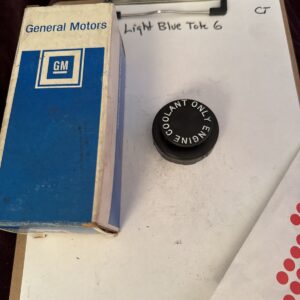 General Motors
GM
Light Blue Tote 6
CJ
ENGINE COOLANT ONLY